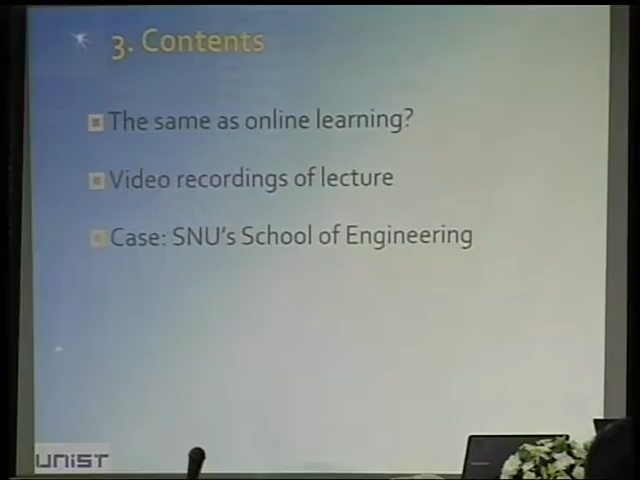 3. Contents
The same as online learning?
Video recordings of lecture
Case: SNU's School of Engineering
UNIST